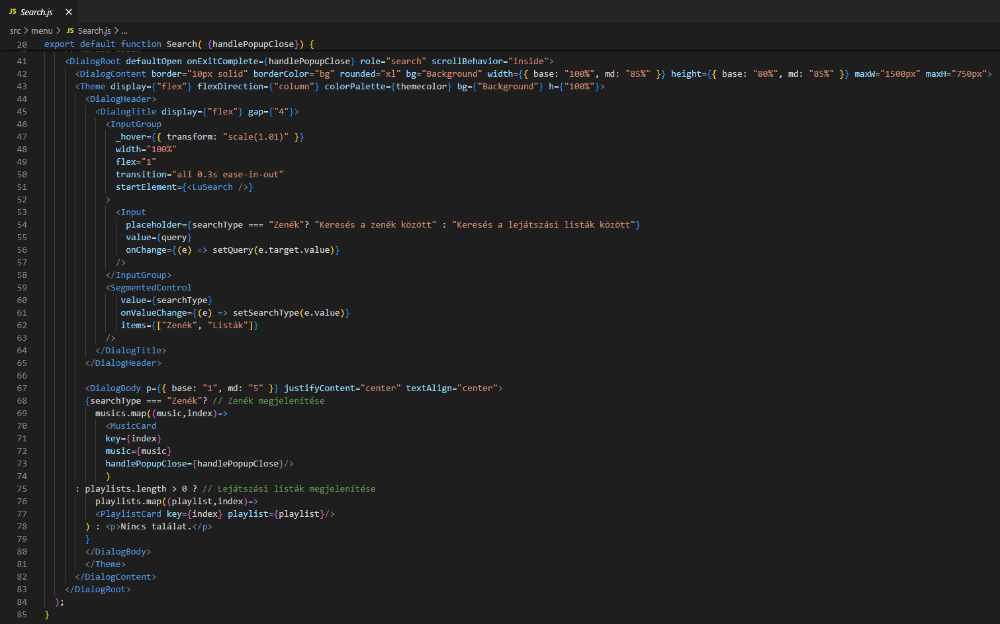 JS Search.js ×
src > menu > JS Search.js > ...
20 export default function Search( {handlePopupClose}) {
41 <DialogRoot defaultOpen onExitComplete={handlePopupClose} role="search" scrollBehavior="inside">
42 <DialogContent border="10px solid" borderColor="bg" rounded="xl" bg="Background" width={{ base: "100%", md: "85%" }} height={{ base: "80%", md: "85%" }} maxW="1500px" maxH="750px">
43 <Theme display={"flex"} flexDirection={"column"} colorPalette={themecolor} bg={"Background"} h={"100%"}>
44 <DialogHeader>
45 <DialogTitle display={"flex"} gap={"4"}>
46 <InputGroup
47 _hover={{ transform: "scale(1.01)" }}
48 width="100%"
49 flex="1"
50 transition="all 0.3s ease-in-out"
51 startElement={<LuSearch />}
52 >
53 <Input
54 placeholder={searchType === "Zenék"? "Keresés a zenék között" : "Keresés a lejátszási listák között"}
55 value={query}
56 onChange={(e) => setQuery(e.target.value)}
57 />
58 </InputGroup>
59 <SegmentedControl
60 value={searchType}
61 onValueChange={(e) => setSearchType(e.value)}
62 items={["Zenék", "Listák"]}
63 />
64 </DialogTitle>
65 </DialogHeader>
66
67 <DialogBody p={{ base: "1", md: "5" }} justifyContent="center" textAlign="center">
68 {searchType === "Zenék"? // Zenék megjelenítése
69 musics.map((music,index)=>
70 <MusicCard
71 key={index}
72 music={music}
73 handlePopupClose={handlePopupClose}/>
74 )
75 : playlists.length > 0 ? // Lejátszási listák megjelenítése
76 playlists.map((playlist,index)=>
77 <PlaylistCard key={index} playlist={playlist}/>
78 ) : <p>Nincs találat.</p>
79 }
80 </DialogBody>
81 </Theme>
82 </DialogContent>
83 </DialogRoot>
84 );
85 }